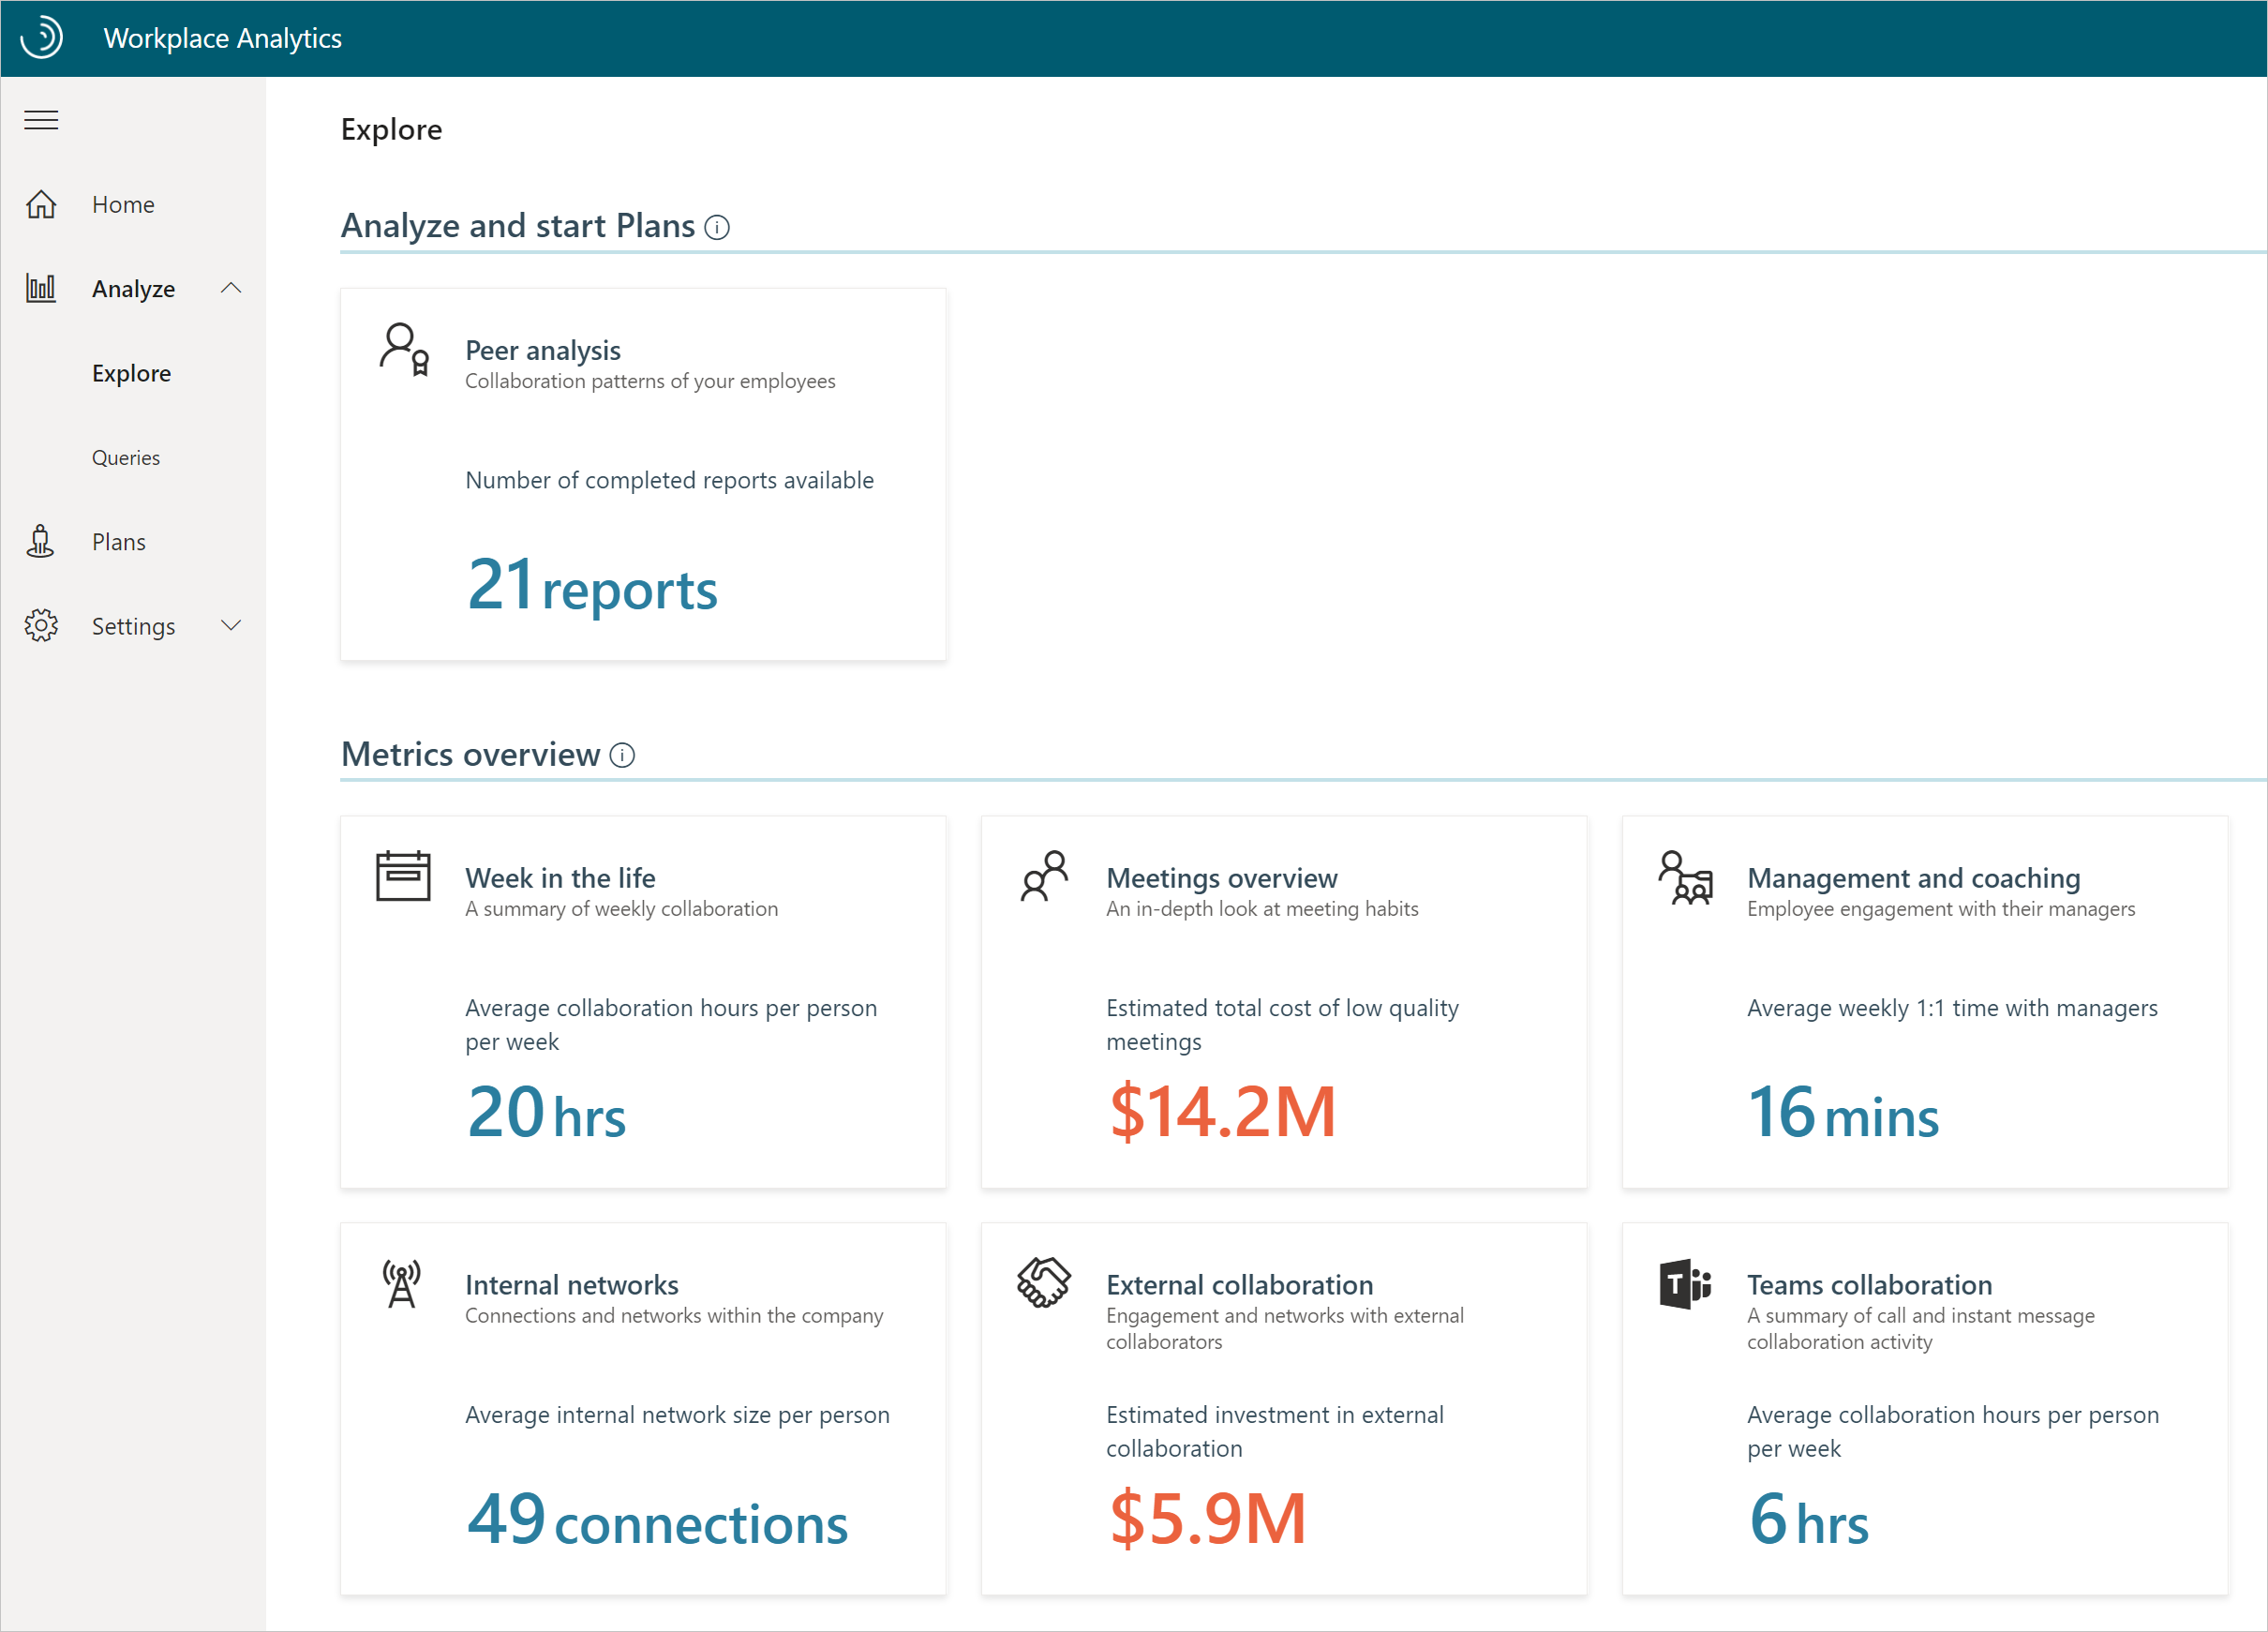 Workplace Analytics
Home
Analyze
Explore
Queries
Plans
Settings
Explore
Analyze and start Plans
Peer analysis
Collaboration patterns of your employees
Number of completed reports available
21 reports
Metrics overview
Week in the life
A summary of weekly collaboration
Average collaboration hours per person
per week
20 hrs
Meetings overview
An in-depth look at meeting habits
Estimated total cost of low quality
meetings
$14.2M
Management and coaching
Employee engagement with their managers
Average weekly 1:1 time with managers
16 mins
Internal networks
Connections and networks within the company
Average internal network size per person
49 connections
External collaboration
Engagement and networks with external
collaborators
Estimated investment in external
collaboration
$5.9M
Teams collaboration
A summary of call and instant message
collaboration activity
Average collaboration hours per person
per week
6 hrs